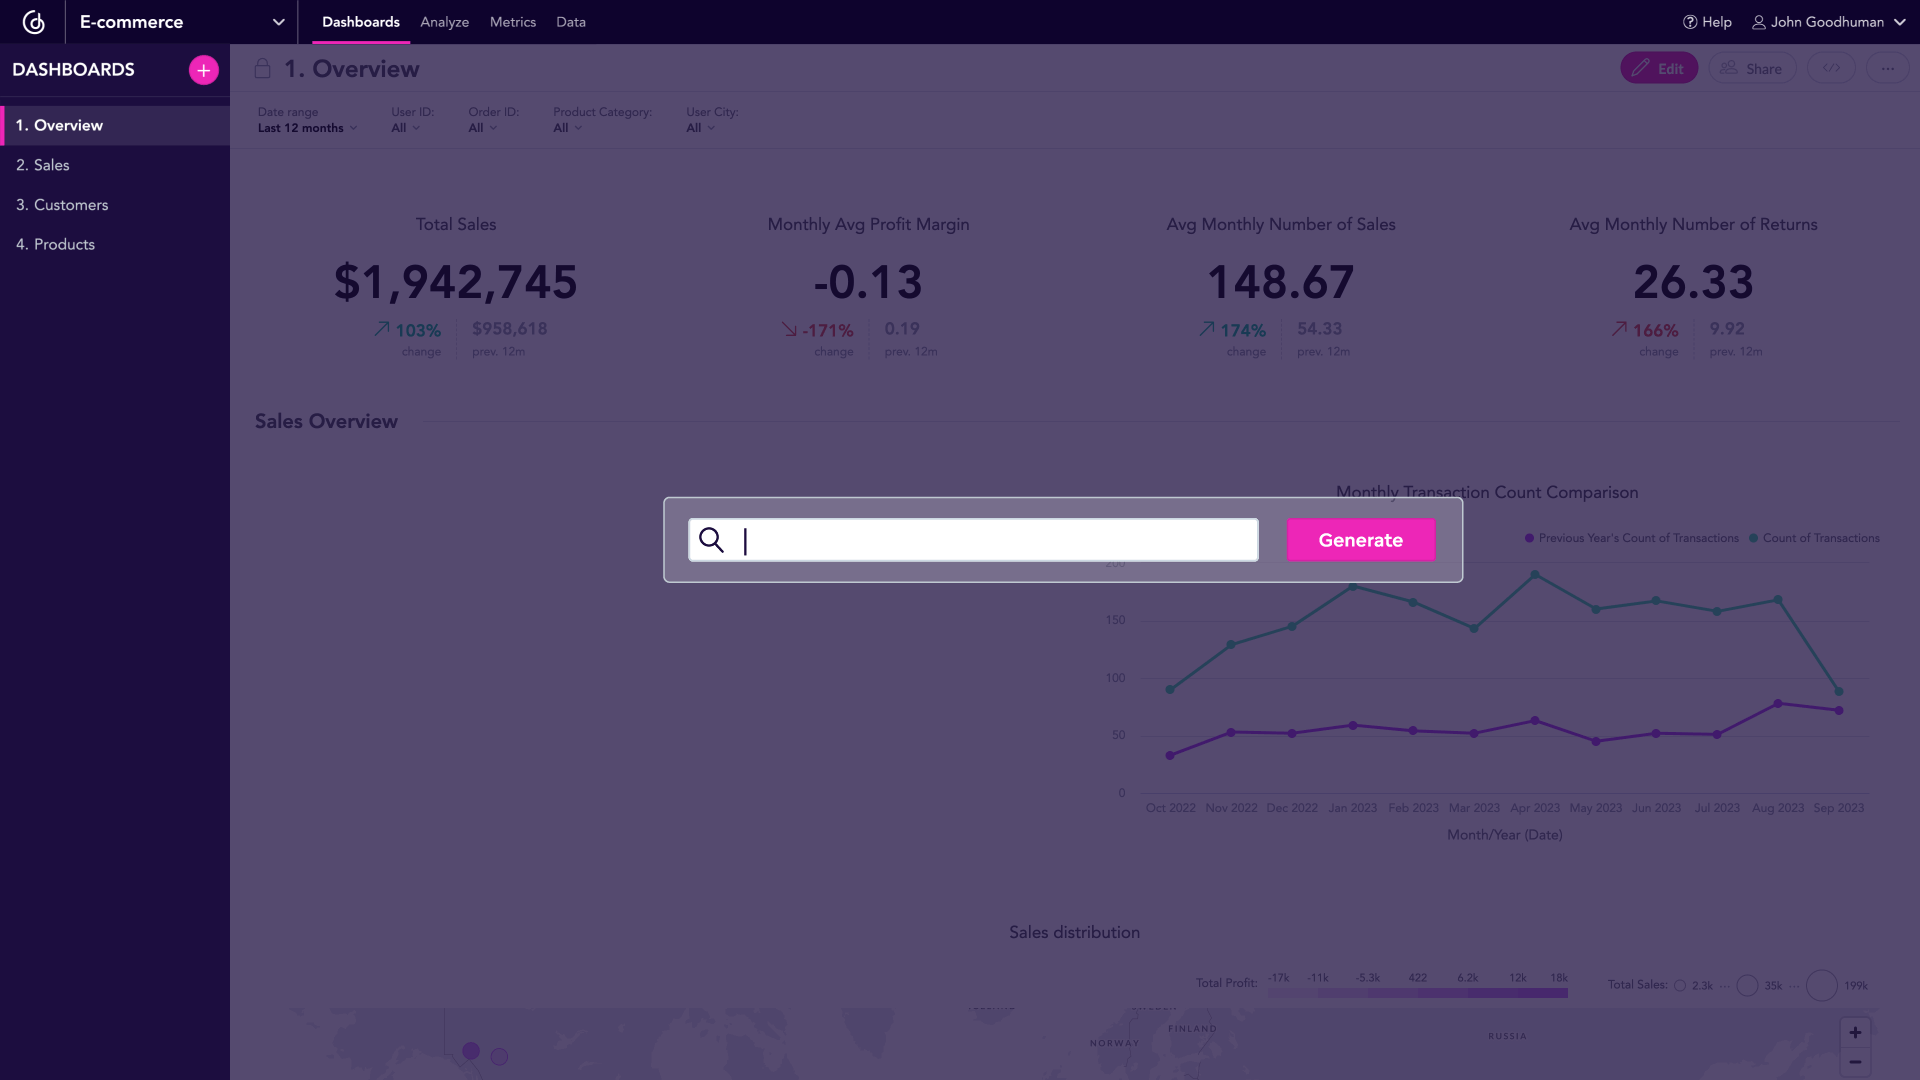 E-commerce
Dashboards Analyze Metrics Data
Help John Goodhuman
DASHBOARDS
1. Overview
2. Sales
3. Customers
4. Products
1. Overview
Edit Share </> ...
Date range User ID: Order ID: Product Category: User City:
Last 12 months All All All All
Total Sales Monthly Avg Profit Margin Avg Monthly Number of Sales Avg Monthly Number of Returns
$1,942,745 -0.13 148.67 26.33
103% $958,618 -171% 0.19 174% 54.33 166% 9.92
change prev. 12m change prev. 12m change prev. 12m change prev. 12m
Sales Overview
Monthly Transaction Count Comparison
Generate
Previous Year's Count of Transactions Count of Transactions
200
150
100
50
0
Oct 2022 Nov 2022 Dec 2022 Jan 2023 Feb 2023 Mar 2023 Apr 2023 May 2023 Jun 2023 Jul 2023 Aug 2023 Sep 2023
Month/Year (Date)
Sales distribution
Total Profit: -17k -11k -5.3k 422 6.2k 12k 18k
Total Sales: 2.3k ... 35k ... 199k
SWEDEN
FINLAND
NORWAY
RUSSIA
+
−